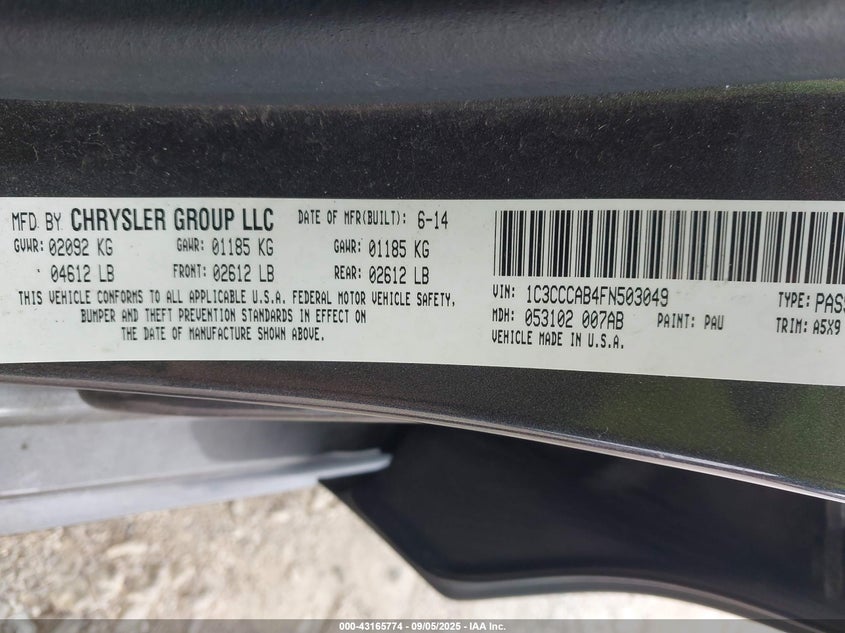 MFD BY CHRYSLER GROUP LLC DATE OF MFR(BUILT): 6-14
GVWR: 02092 KG GAWR: 01185 KG GAWR: 01185 KG
04612 LB FRONT: 02612 LB REAR: 02612 LB
THIS VEHICLE CONFORMS TO ALL APPLICABLE U.S.A. FEDERAL MOTOR VEHICLE SAFETY,
BUMPER AND THEFT PREVENTION STANDARDS IN EFFECT ON
THE DATE OF MANUFACTURE SHOWN ABOVE.
VIN: 1C3CCCAB4FN503049 TYPE: PASS
MDH: 053102 007AB PAINT: PAU TRIM: A5X9
VEHICLE MADE IN U.S.A.
000-43165774 - 09/05/2025 - IAA Inc.